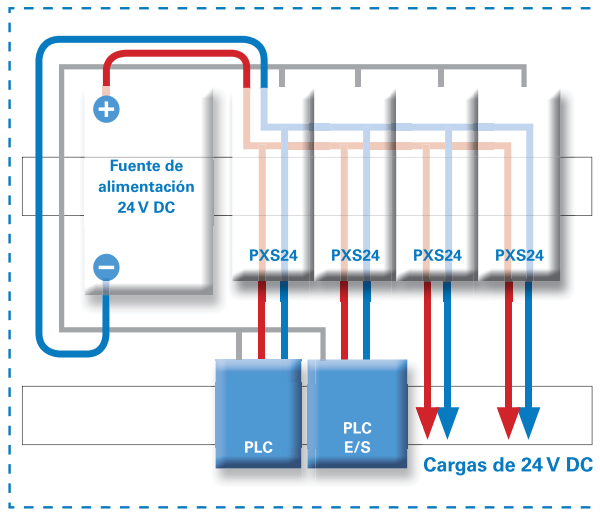 +
Fuente de
alimentación
24 V DC
−
PXS24
PXS24
PXS24
PXS24
PLC
PLC
E/S
Cargas de 24 V DC